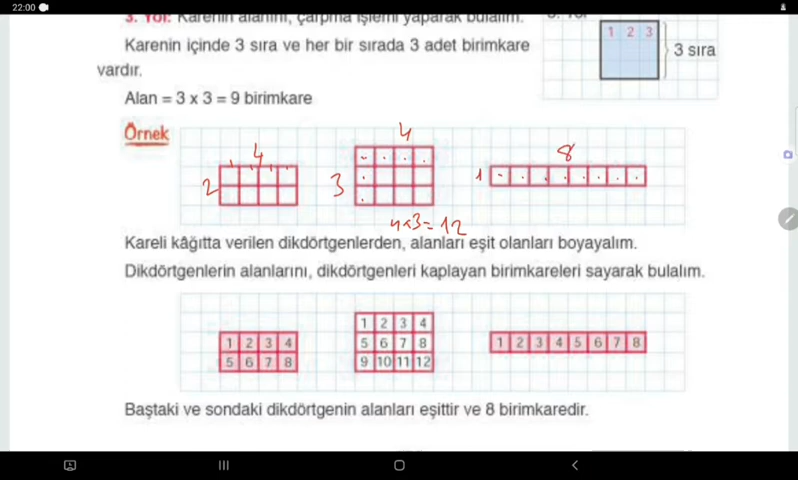 22:00
3. Yol: Karenin alanını, çarpma işlemi yaparak bulalım.
Karenin içinde 3 sıra ve her bir sırada 3 adet birimkare
vardır.
1 2 3
3 sıra
Alan = 3 x 3 = 9 birimkare
Örnek
4
2
4
3
8
1
4x3=12
Kareli kâğıtta verilen dikdörtgenlerden, alanları eşit olanları boyayalım.
Dikdörtgenlerin alanlarını, dikdörtgenleri kaplayan birimkareleri sayarak bulalım.
1 2 3 4
5 6 7 8
1 2 3 4
5 6 7 8
9 10 11 12
1 2 3 4 5 6 7 8
Baştaki ve sondaki dikdörtgenin alanları eşittir ve 8 birimkaredir.